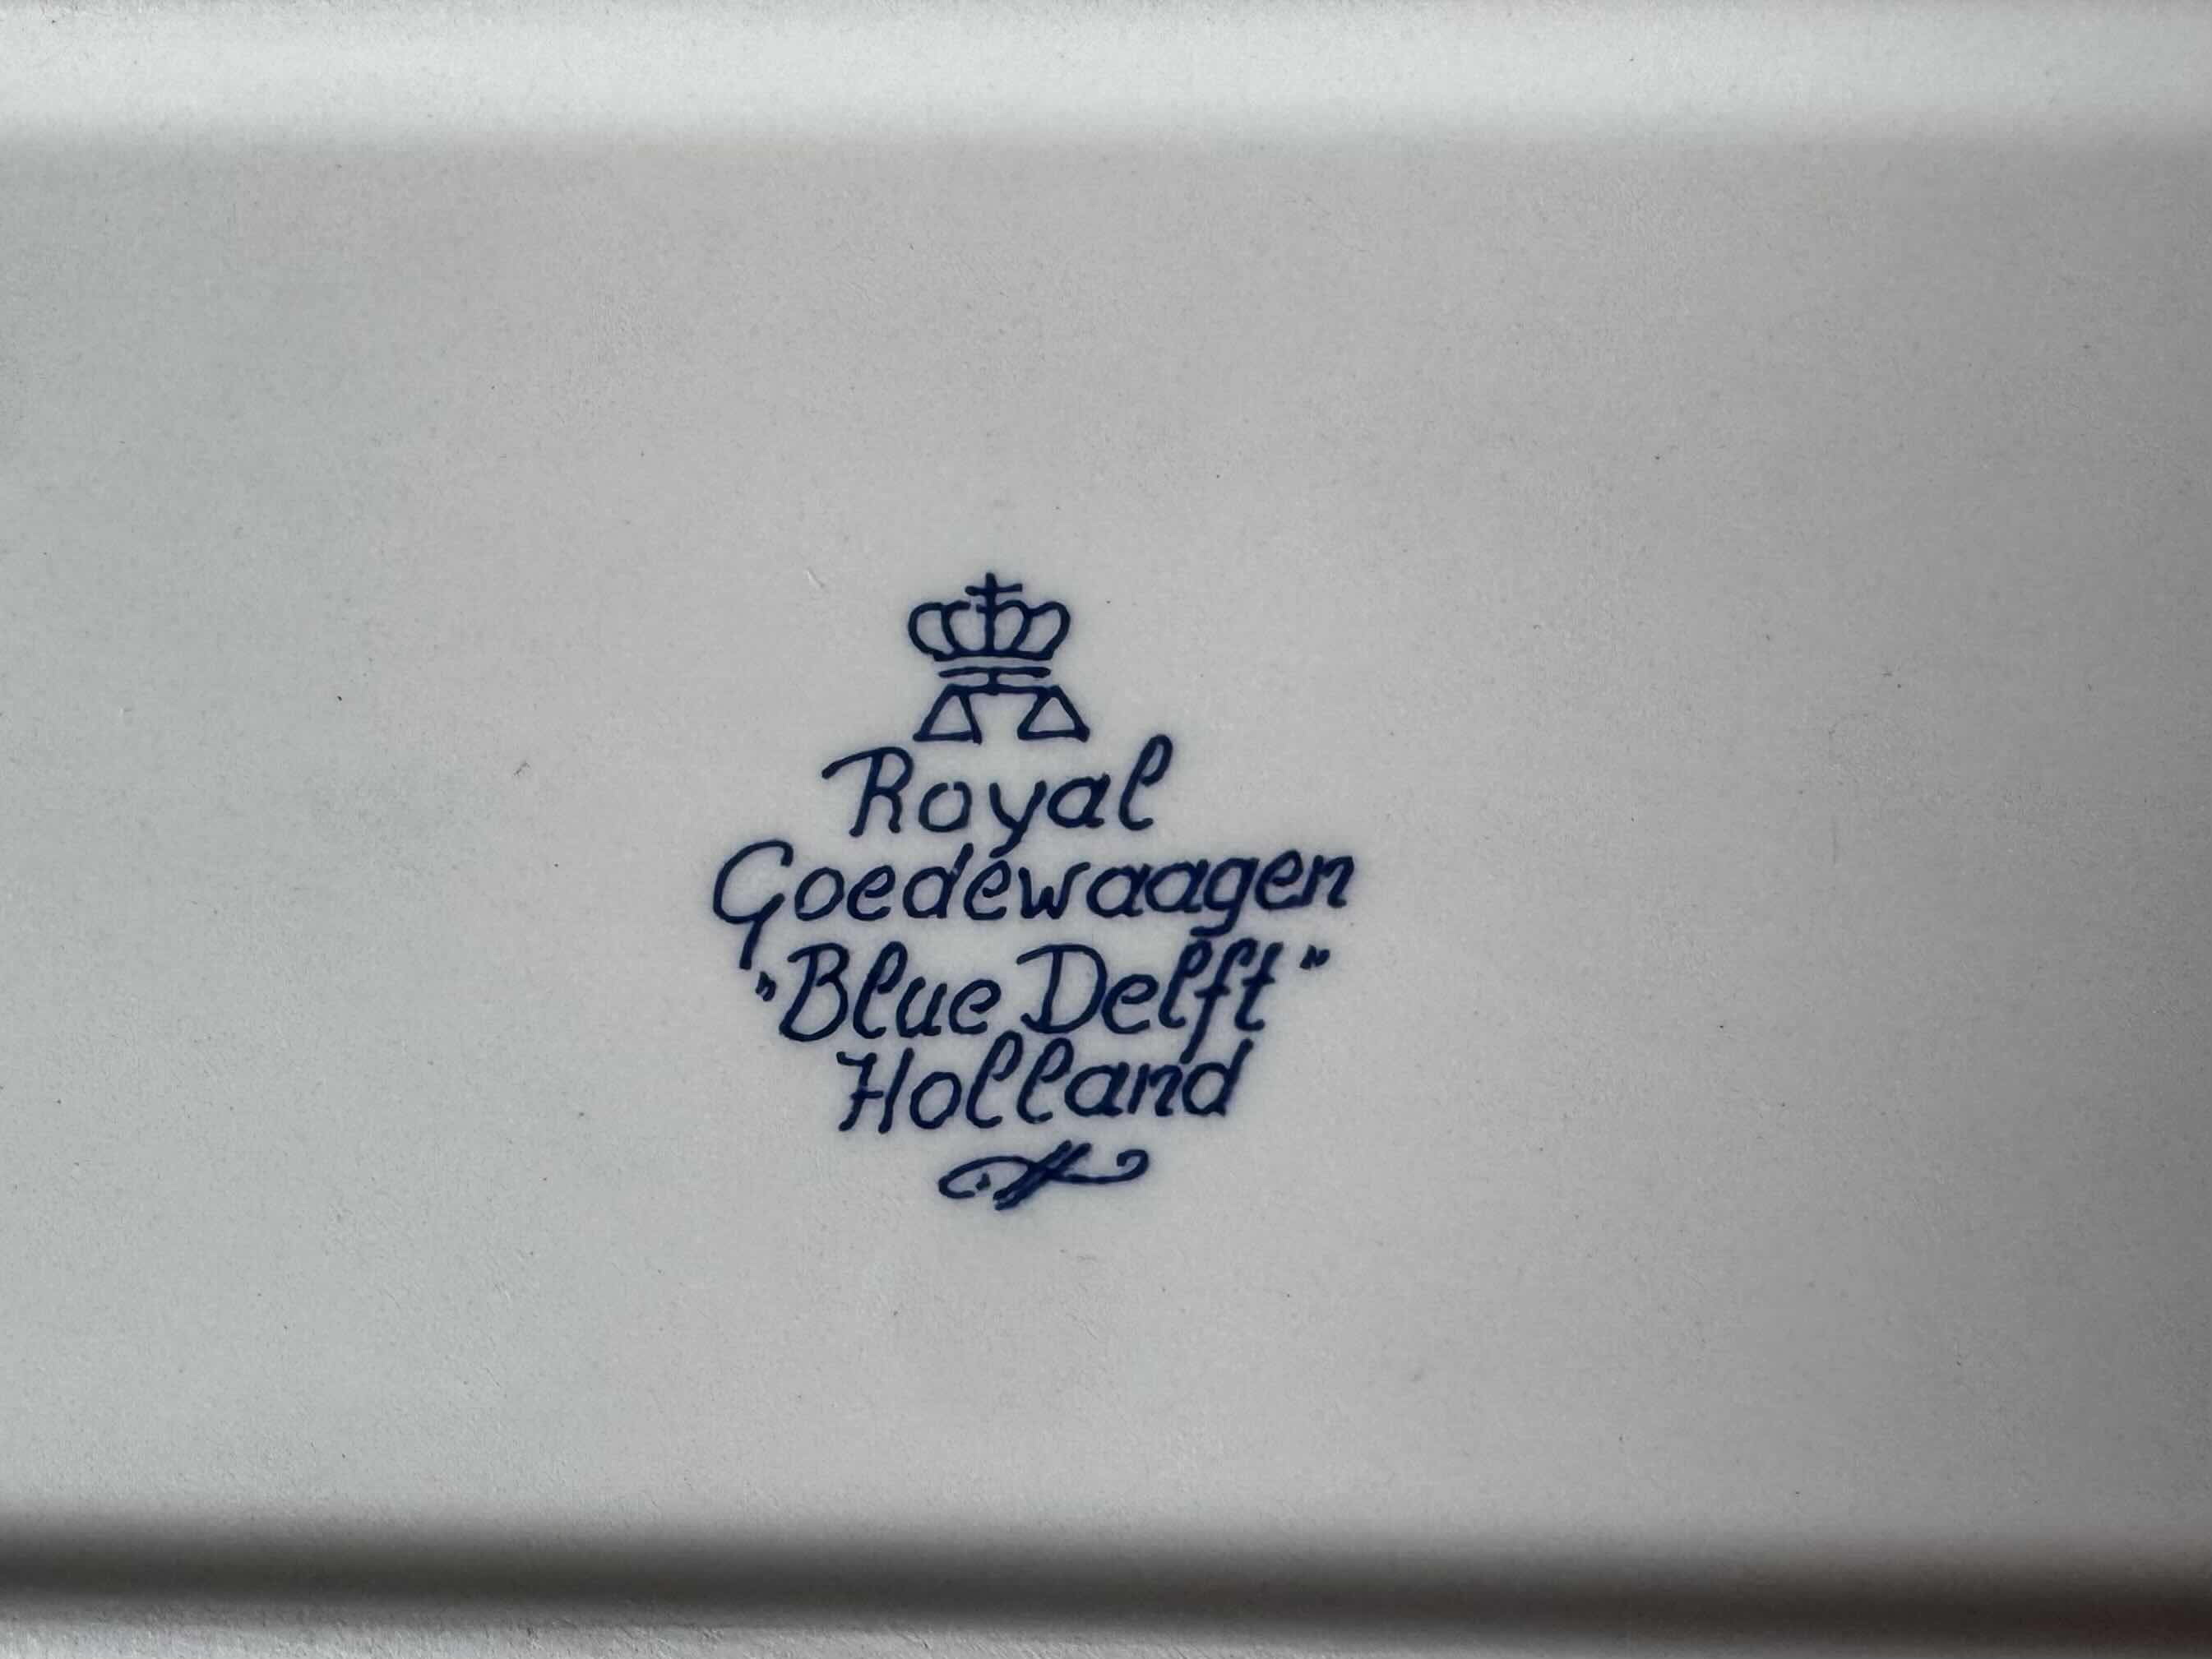 Royal
Goedewaagen
"Blue Delft"
Holland